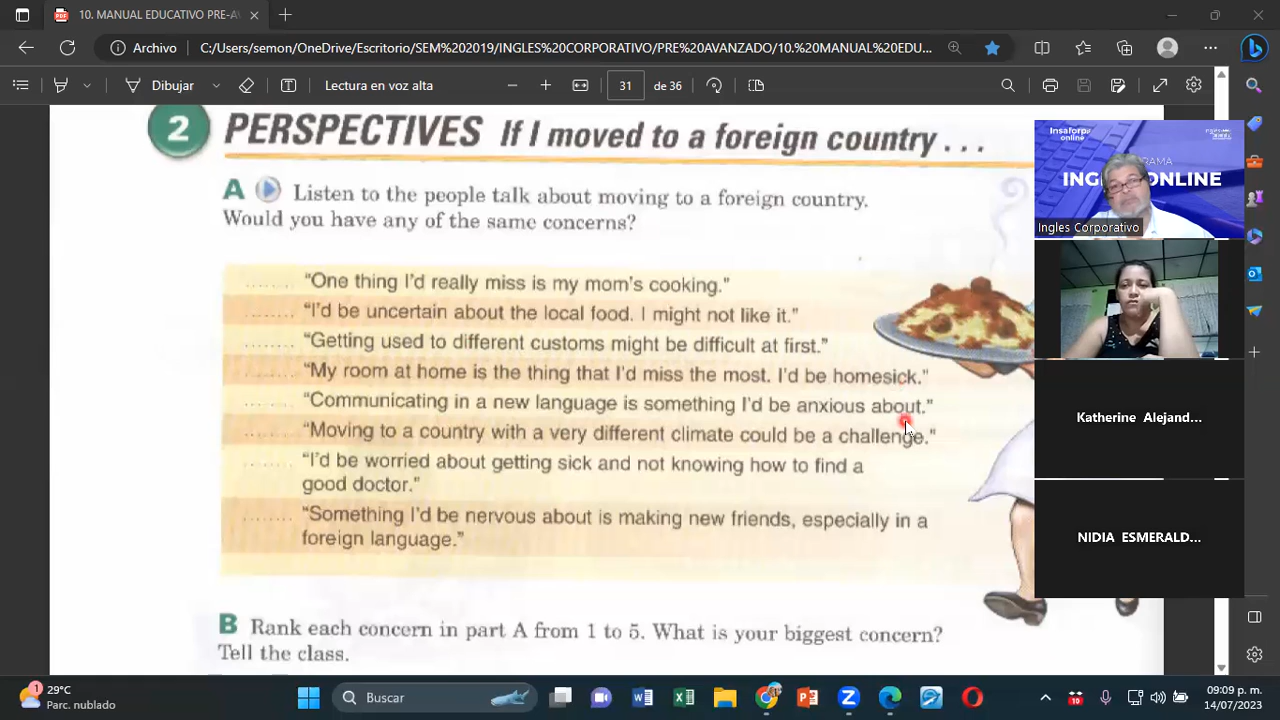 10. MANUAL EDUCATIVO PRE-AV
Archivo C:/Users/semon/OneDrive/Escritorio/SEM%202019/INGLES%20CORPORATIVO/PRE%20AVANZADO/10.%20MANUAL%20EDU...
Dibujar Lectura en voz alta 31 de 36
2 PERSPECTIVES If I moved to a foreign country . . .
A Listen to the people talk about moving to a foreign country.
Would you have any of the same concerns?
........ "One thing I'd really miss is my mom's cooking."
........ "I'd be uncertain about the local food. I might not like it."
........ "Getting used to different customs might be difficult at first."
........ "My room at home is the thing that I'd miss the most. I'd be homesick."
........ "Communicating in a new language is something I'd be anxious about."
........ "Moving to a country with a very different climate could be a challenge."
........ "I'd be worried about getting sick and not knowing how to find a
good doctor."
........ "Something I'd be nervous about is making new friends, especially in a
foreign language."
B Rank each concern in part A from 1 to 5. What is your biggest concern?
Tell the class.
Insaforp
online
Ingles Corporativo
Katherine Alejand...
NIDIA ESMERALD...
1
29°C
Parc. nublado
Buscar
10
09:09 p. m.
14/07/2023